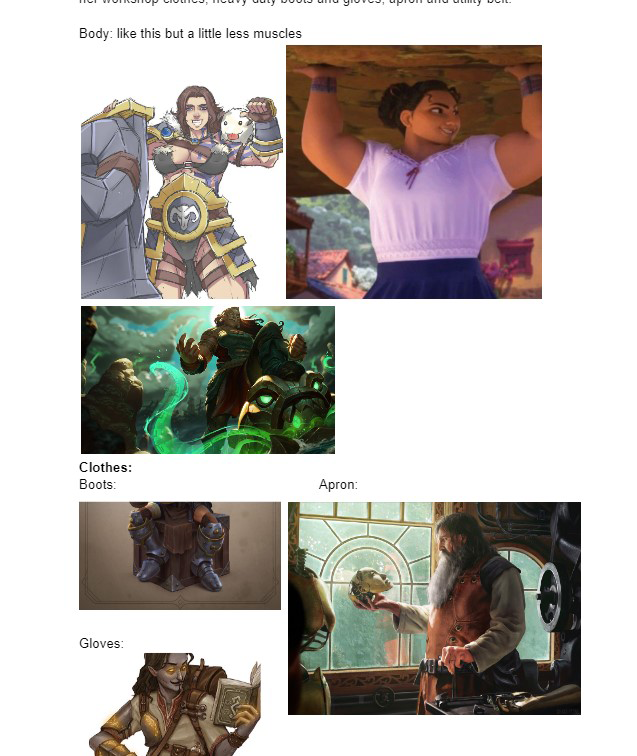 her workshop clothes, heavy duty boots and gloves, apron and utility belt.
Body: like this but a little less muscles
Clothes:
Boots:
Apron:
Gloves: